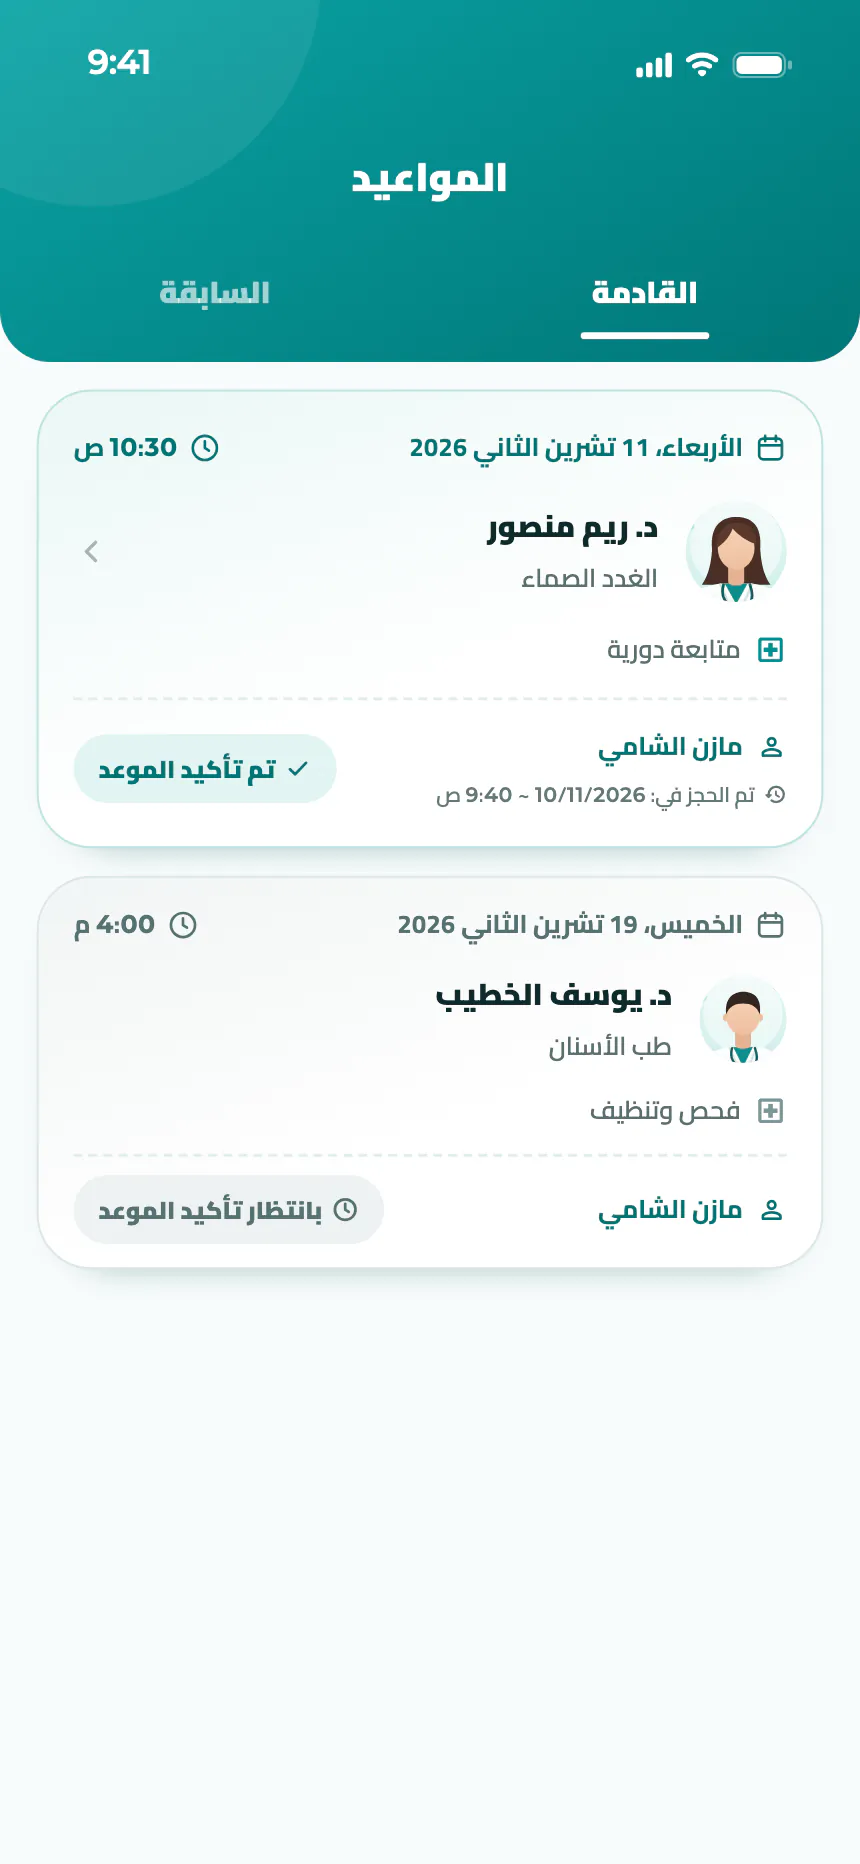 9:41
المواعيد
القادمة
السابقة
الأربعاء، 11 تشرين الثاني 2026
10:30 ص
د. ريم منصور
الغدد الصماء
متابعة دورية
مازن الشامي
تم الحجز في: 10/11/2026 ~ 9:40 ص
تم تأكيد الموعد
الخميس، 19 تشرين الثاني 2026
4:00 م
د. يوسف الخطيب
طب الأسنان
فحص وتنظيف
مازن الشامي
بانتظار تأكيد الموعد